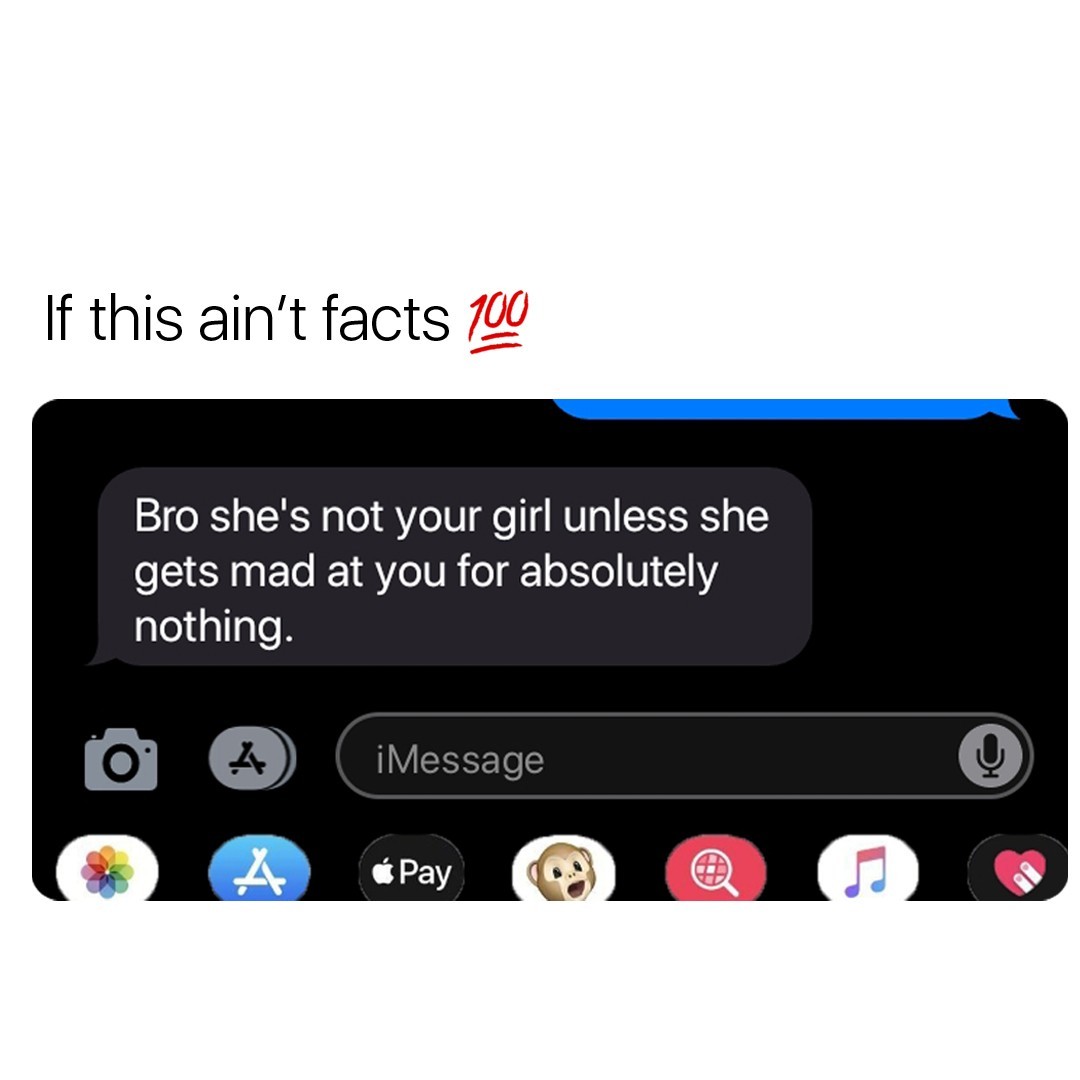 If this ain’t facts 💯
Bro she's not your girl unless she
gets mad at you for absolutely
nothing.
iMessage
Pay